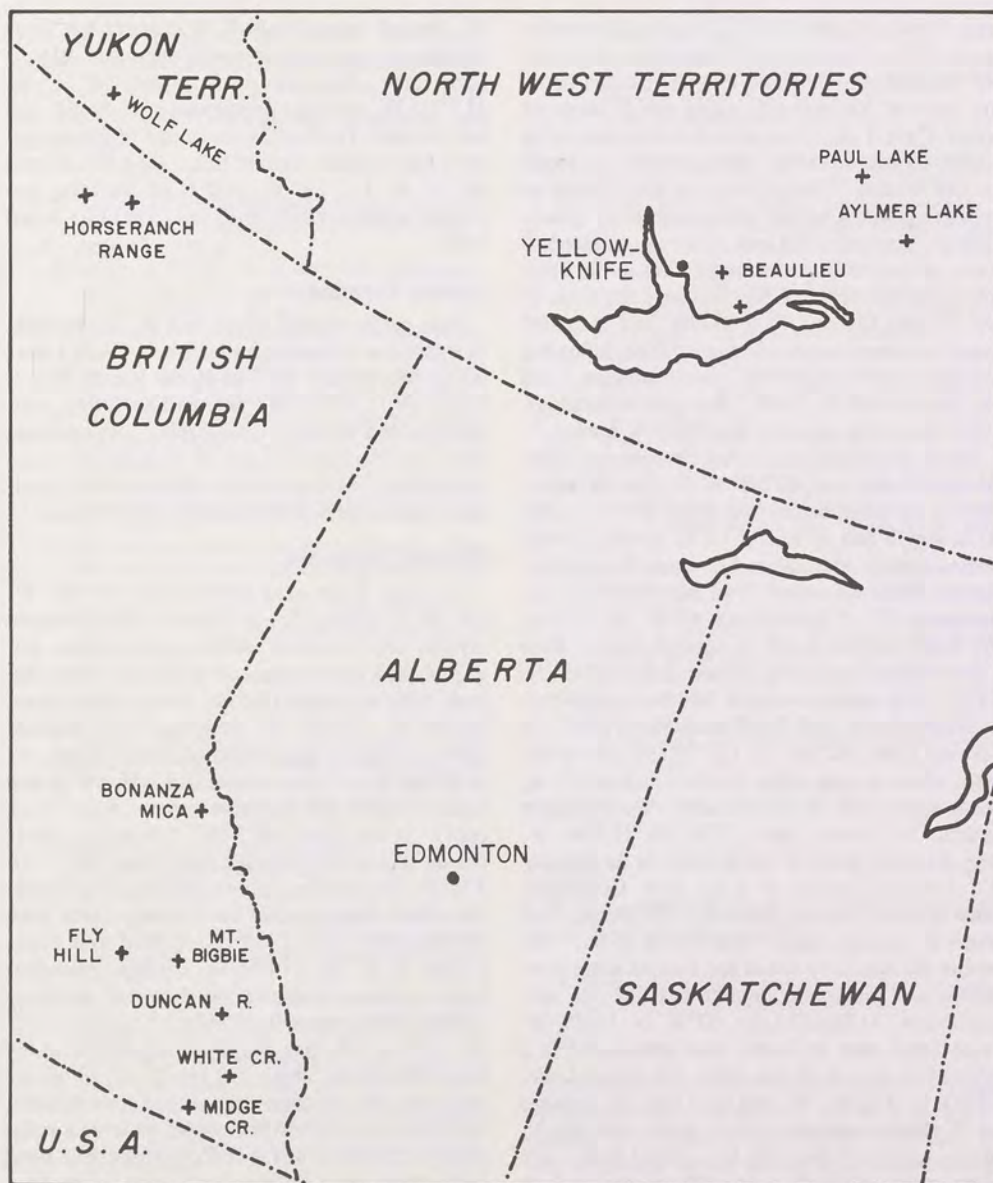 YUKON
TERR.
NORTH WEST TERRITORIES
WOLF LAKE
HORSERANCH
RANGE
PAUL LAKE
AYLMER LAKE
YELLOW-
KNIFE
BEAULIEU
BRITISH
COLUMBIA
ALBERTA
BONANZA
MICA
EDMONTON
FLY
HILL
MT.
BIGBIE
DUNCAN R.
SASKATCHEWAN
WHITE CR.
MIDGE
CR.
U.S.A.